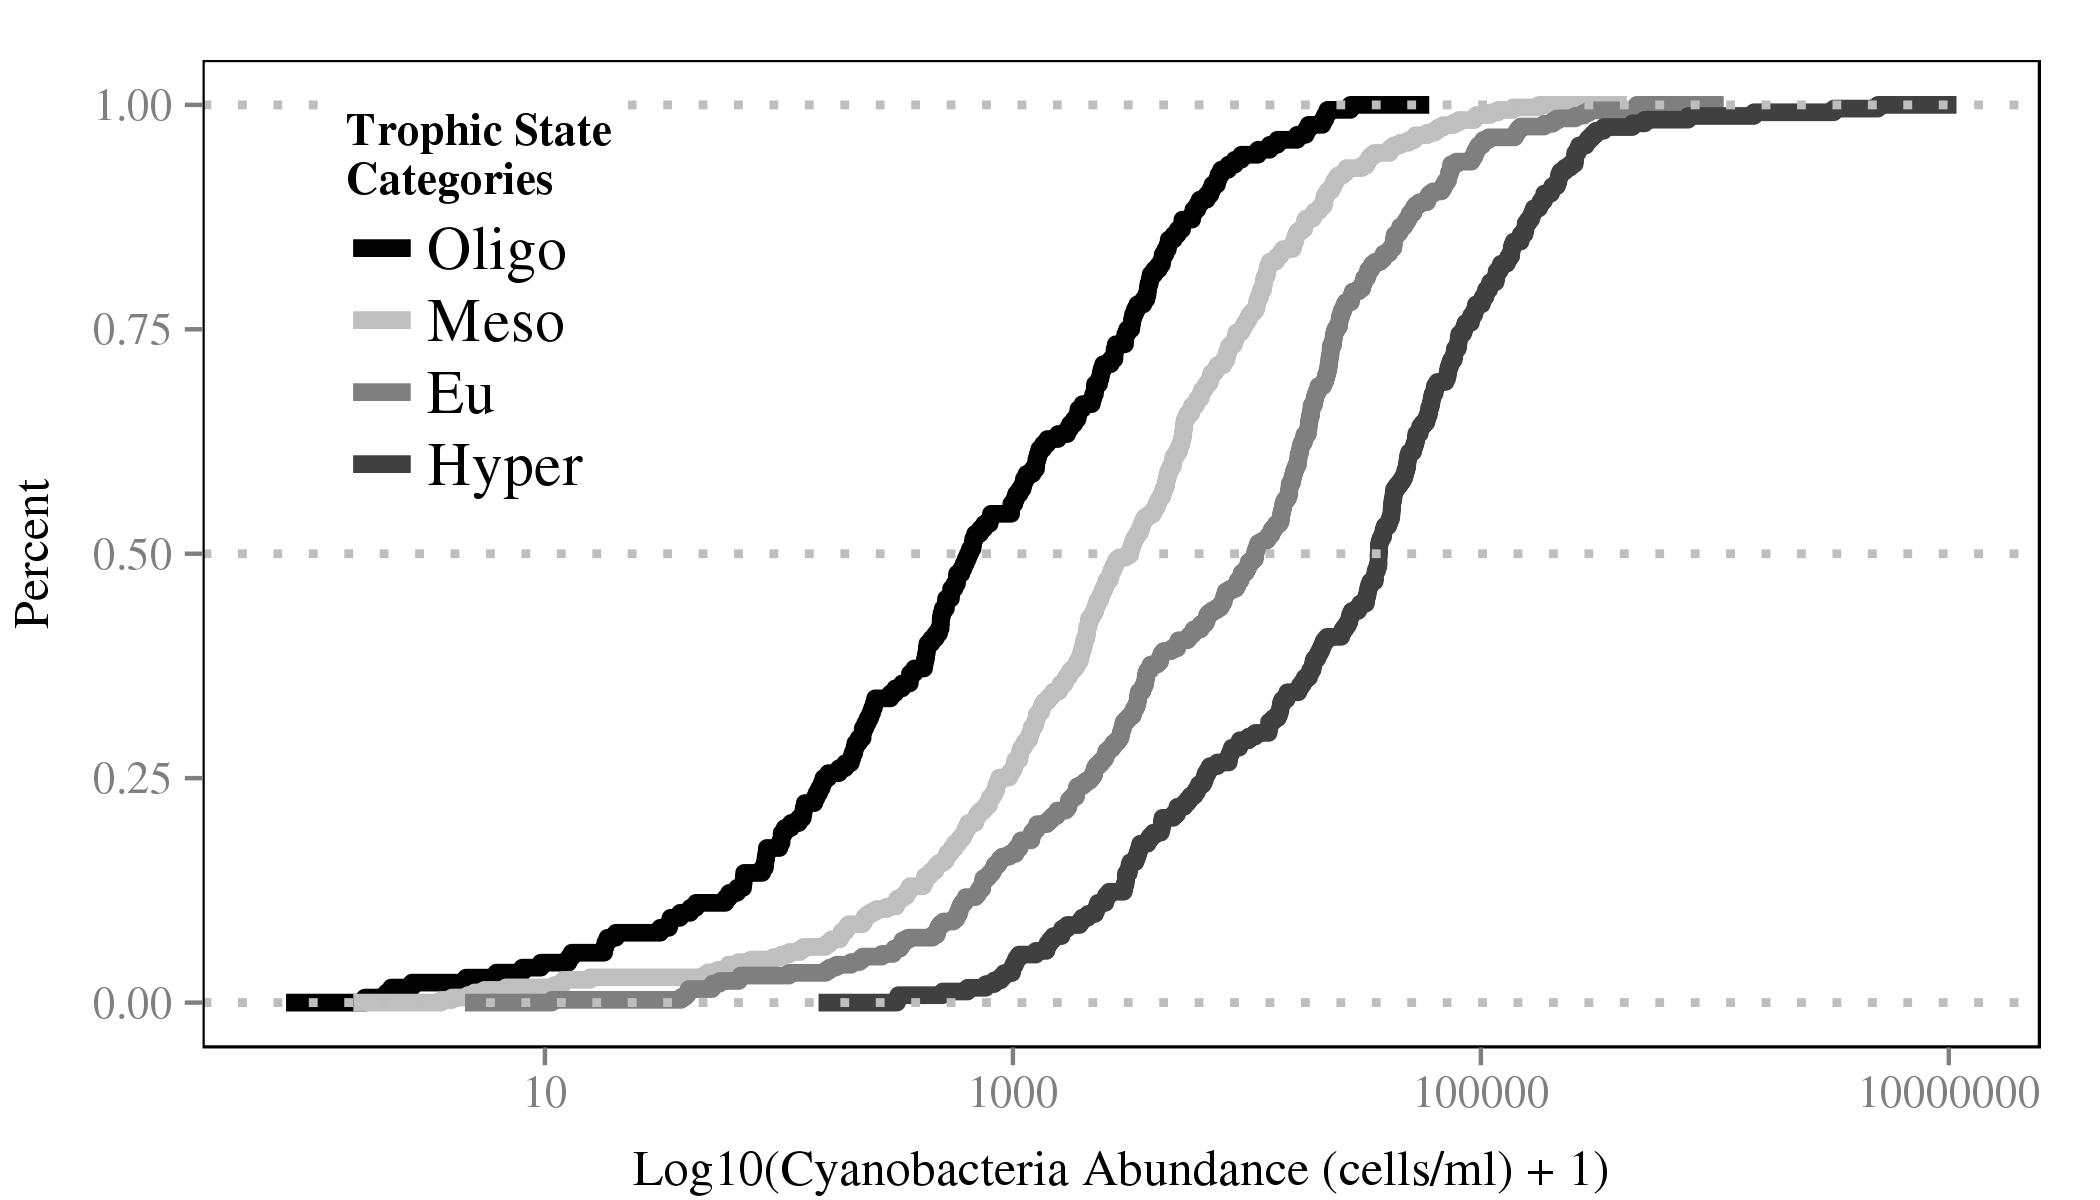 1.00
0.75
0.50
0.25
0.00
Percent
Trophic State
Categories
Oligo
Meso
Eu
Hyper
10
1000
100000
10000000
Log10(Cyanobacteria Abundance (cells/ml) + 1)